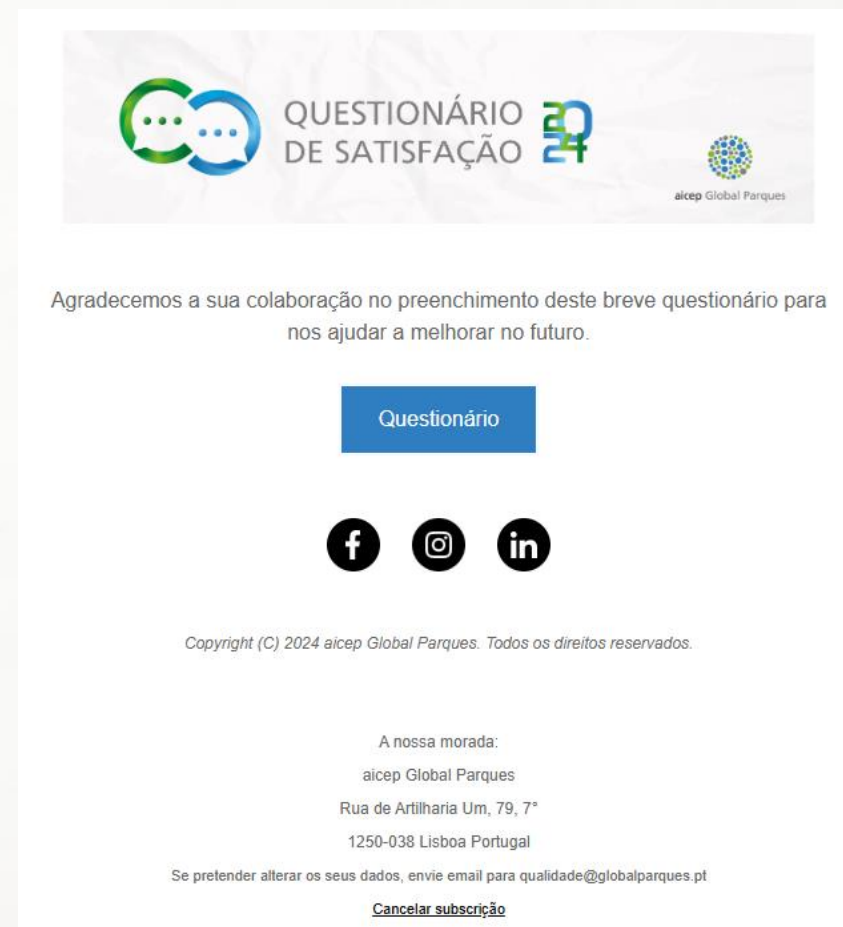 QUESTIONÁRIO
DE SATISFAÇÃO
2024
aicep Global Parques
Agradecemos a sua colaboração no preenchimento deste breve questionário para
nos ajudar a melhorar no futuro.
Questionário
f
in
Copyright (C) 2024 aicep Global Parques. Todos os direitos reservados.
A nossa morada:
aicep Global Parques
Rua de Artilharia Um, 79, 7°
1250-038 Lisboa Portugal
Se pretender alterar os seus dados, envie email para qualidade@globalparques.pt
Cancelar subscrição